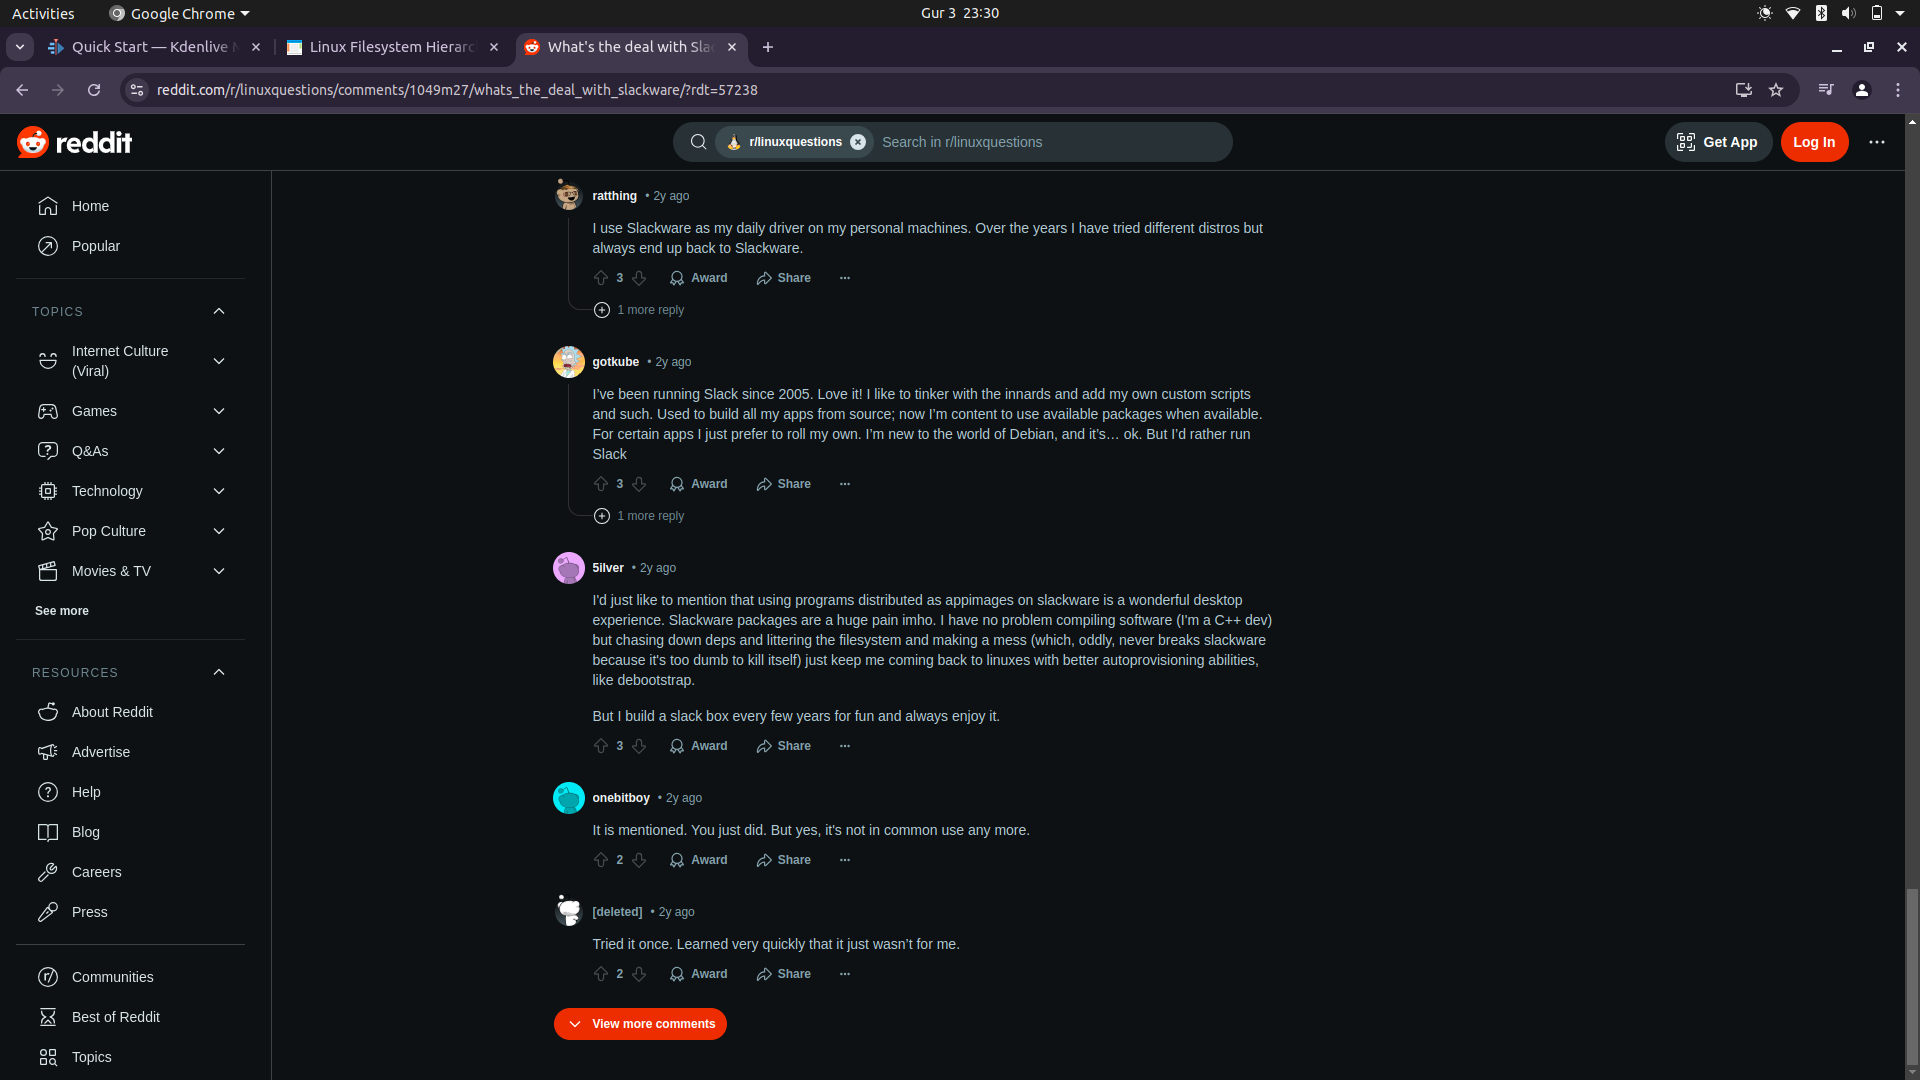 Activities
Google Chrome
Gur 3 23:30
Quick Start — Kdenlive
Linux Filesystem Hierarc
What's the deal with Sla
reddit.com/r/linuxquestions/comments/1049m27/whats_the_deal_with_slackware/?rdt=57238
reddit
r/linuxquestions
Search in r/linuxquestions
Get App
Log In
Home
Popular
TOPICS
Internet Culture
(Viral)
Games
Q&As
Technology
Pop Culture
Movies & TV
See more
RESOURCES
About Reddit
Advertise
Help
Blog
Careers
Press
Communities
Best of Reddit
Topics
ratthing • 2y ago
I use Slackware as my daily driver on my personal machines. Over the years I have tried different distros but
always end up back to Slackware.
3 Award Share
1 more reply
gotkube • 2y ago
I’ve been running Slack since 2005. Love it! I like to tinker with the innards and add my own custom scripts
and such. Used to build all my apps from source; now I’m content to use available packages when available.
For certain apps I just prefer to roll my own. I’m new to the world of Debian, and it’s… ok. But I’d rather run
Slack
3 Award Share
1 more reply
5ilver • 2y ago
I'd just like to mention that using programs distributed as appimages on slackware is a wonderful desktop
experience. Slackware packages are a huge pain imho. I have no problem compiling software (I'm a C++ dev)
but chasing down deps and littering the filesystem and making a mess (which, oddly, never breaks slackware
because it's too dumb to kill itself) just keep me coming back to linuxes with better autoprovisioning abilities,
like debootstrap.
But I build a slack box every few years for fun and always enjoy it.
3 Award Share
onebitboy • 2y ago
It is mentioned. You just did. But yes, it's not in common use any more.
2 Award Share
[deleted] • 2y ago
Tried it once. Learned very quickly that it just wasn’t for me.
2 Award Share
View more comments